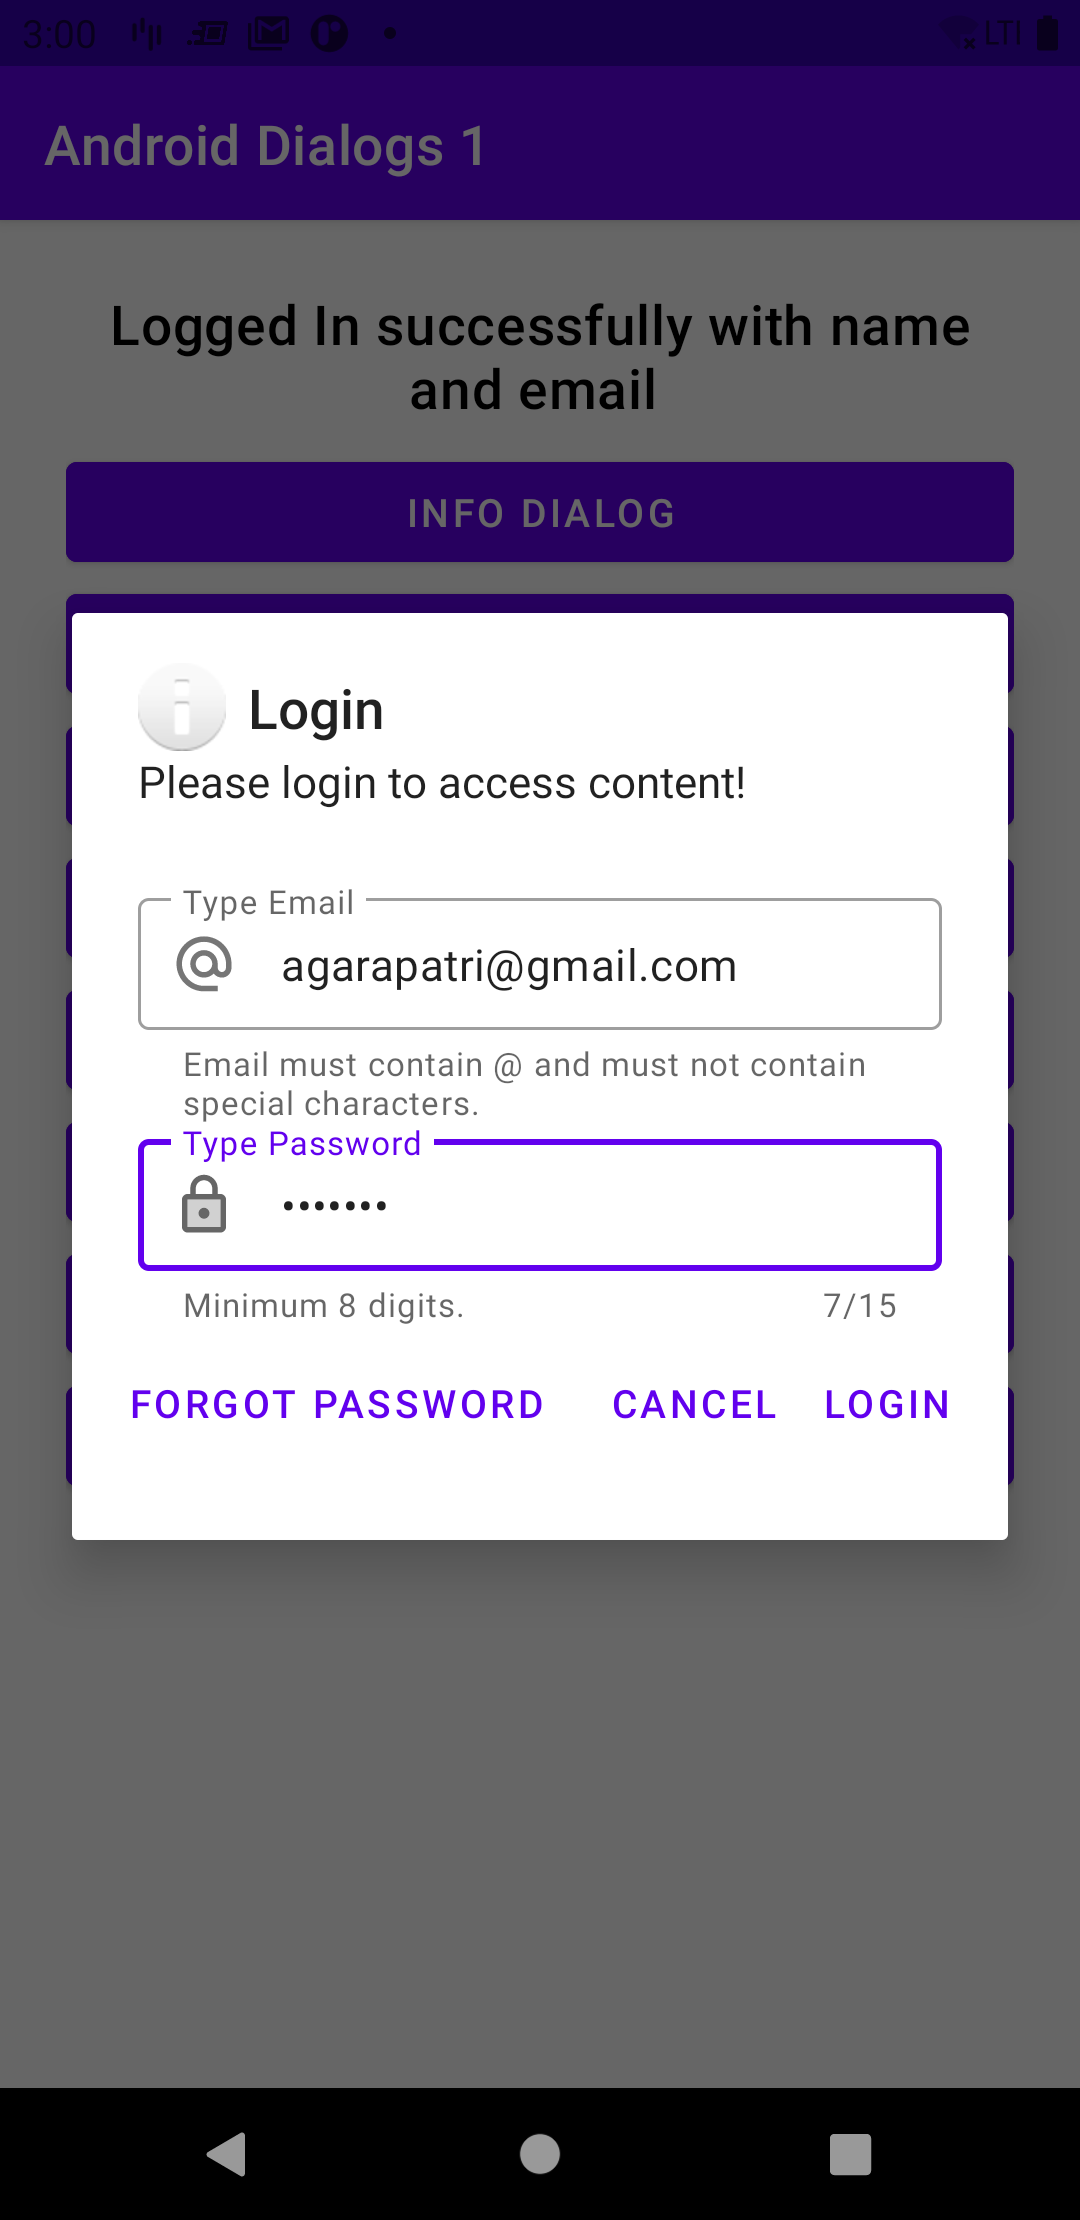 3:00
LTE
Android Dialogs 1
Logged In successfully with name
and email
INFO DIALOG
Login
Please login to access content!
Type Email
agarapatri@gmail.com
Email must contain @ and must not contain
special characters.
Type Password
•••••••
Minimum 8 digits. 7/15
FORGOT PASSWORD CANCEL LOGIN